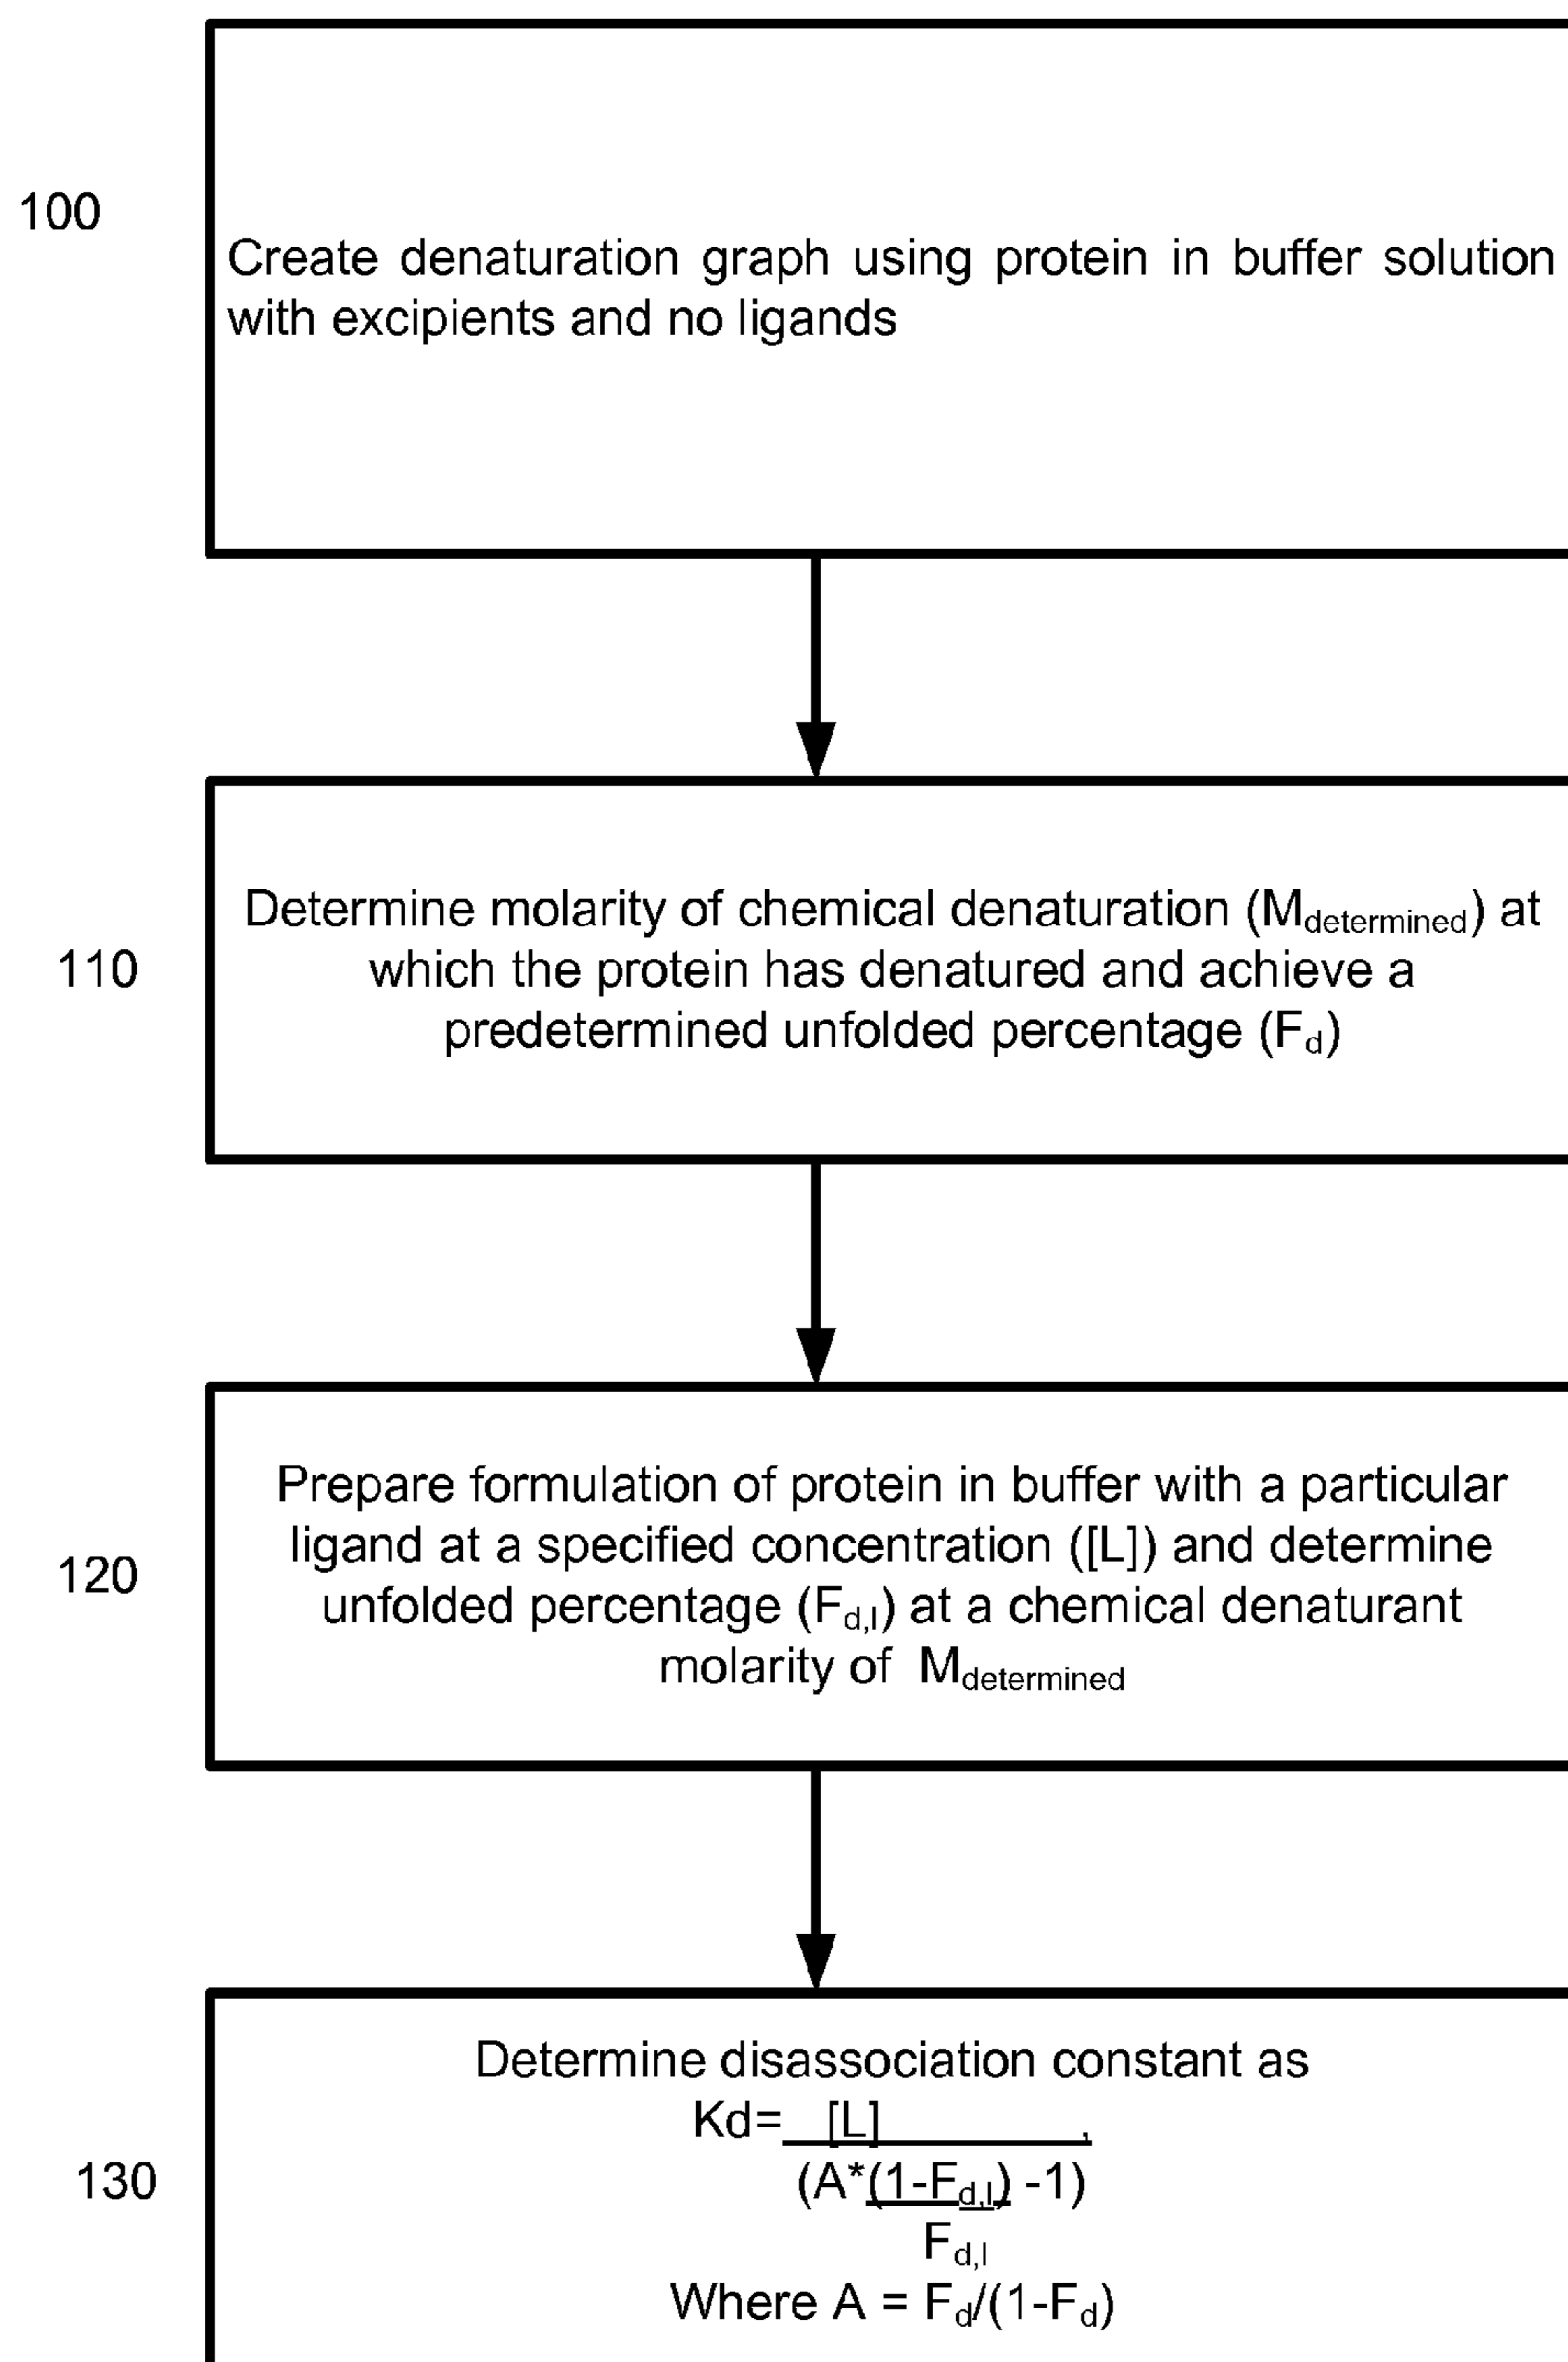 100
Create denaturation graph using protein in buffer solution
with excipients and no ligands
110
Determine molarity of chemical denaturation (Mdetermined) at
which the protein has denatured and achieve a
predetermined unfolded percentage (Fd)
120
Prepare formulation of protein in buffer with a particular
ligand at a specified concentration ([L]) and determine
unfolded percentage (Fd,l) at a chemical denaturant
molarity of Mdetermined
130
Determine disassociation constant as
Kd= [L] ,
(A*(1-Fd,l) -1)
Fd,l
Where A = Fd/(1-Fd)